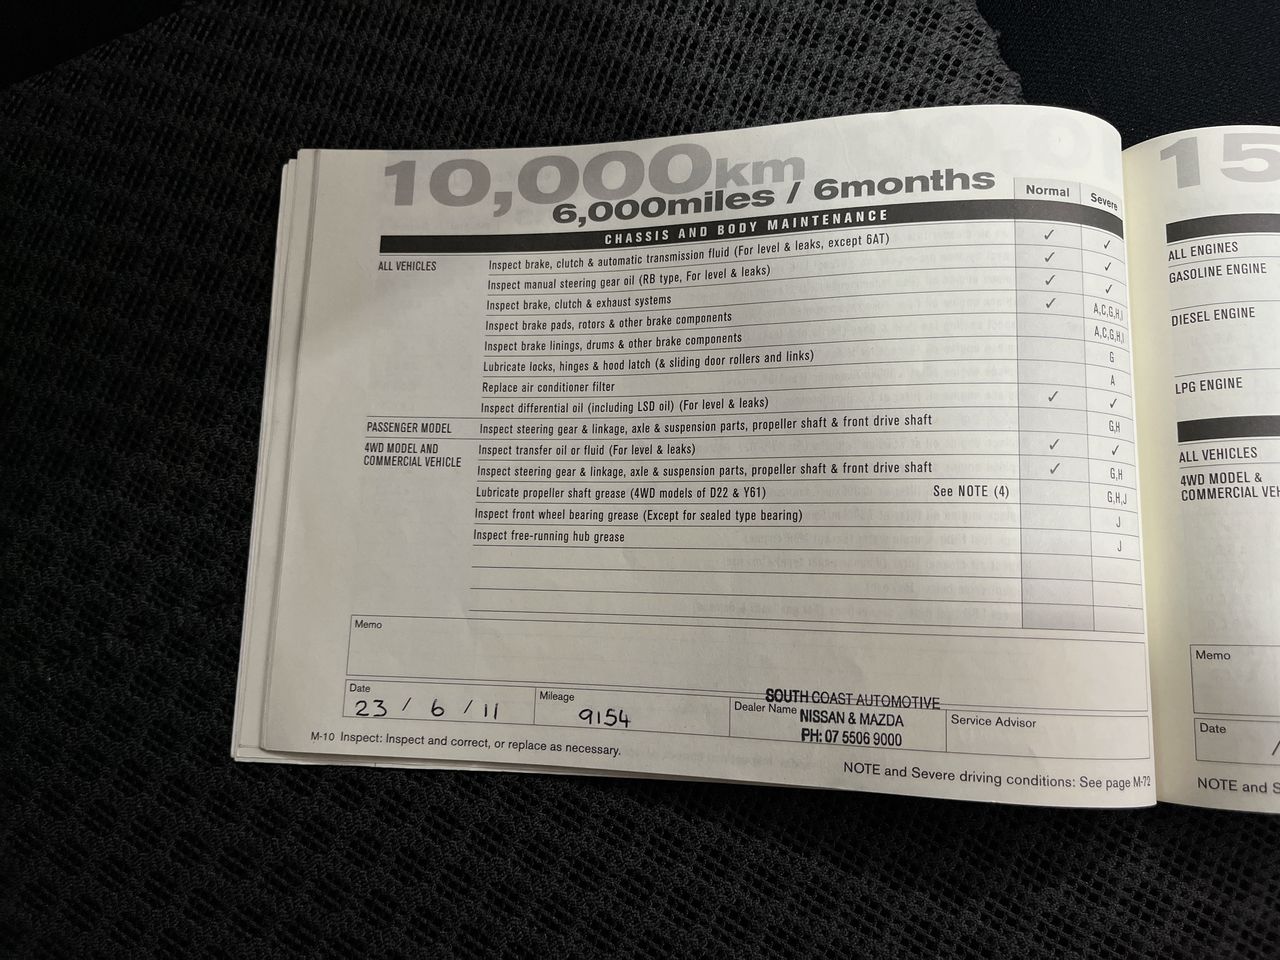 10,000km
6,000miles / 6months
Normal Severe
CHASSIS AND BODY MAINTENANCE
ALL VEHICLES Inspect brake, clutch & automatic transmission fluid (For level & leaks, except 6AT) ✓ ✓
Inspect manual steering gear oil (RB type, For level & leaks) ✓ ✓
Inspect brake, clutch & exhaust systems ✓ ✓
Inspect brake pads, rotors & other brake components ✓ A,C,G,H,I
Inspect brake linings, drums & other brake components A,C,G,H,I
Lubricate locks, hinges & hood latch (& sliding door rollers and links) G
Replace air conditioner filter A
Inspect differential oil (including LSD oil) (For level & leaks) ✓ ✓
PASSENGER MODEL Inspect steering gear & linkage, axle & suspension parts, propeller shaft & front drive shaft G,H
4WD MODEL AND COMMERCIAL VEHICLE Inspect transfer oil or fluid (For level & leaks) ✓ ✓
Inspect steering gear & linkage, axle & suspension parts, propeller shaft & front drive shaft ✓ G,H
Lubricate propeller shaft grease (4WD models of D22 & Y61) See NOTE (4) G,H,J
Inspect front wheel bearing grease (Except for sealed type bearing) J
Inspect free-running hub grease J
Memo
Date 23 / 6 / 11
Mileage 9154
Dealer Name
SOUTH COAST AUTOMOTIVE
NISSAN & MAZDA
PH: 07 5506 9000
Service Advisor
M-10 Inspect: Inspect and correct, or replace as necessary.
NOTE and Severe driving conditions: See page M-72
15
ALL ENGINES
GASOLINE ENGINE
DIESEL ENGINE
LPG ENGINE
ALL VEHICLES
4WD MODEL &
COMMERCIAL VEH
Memo
Date /
NOTE and S